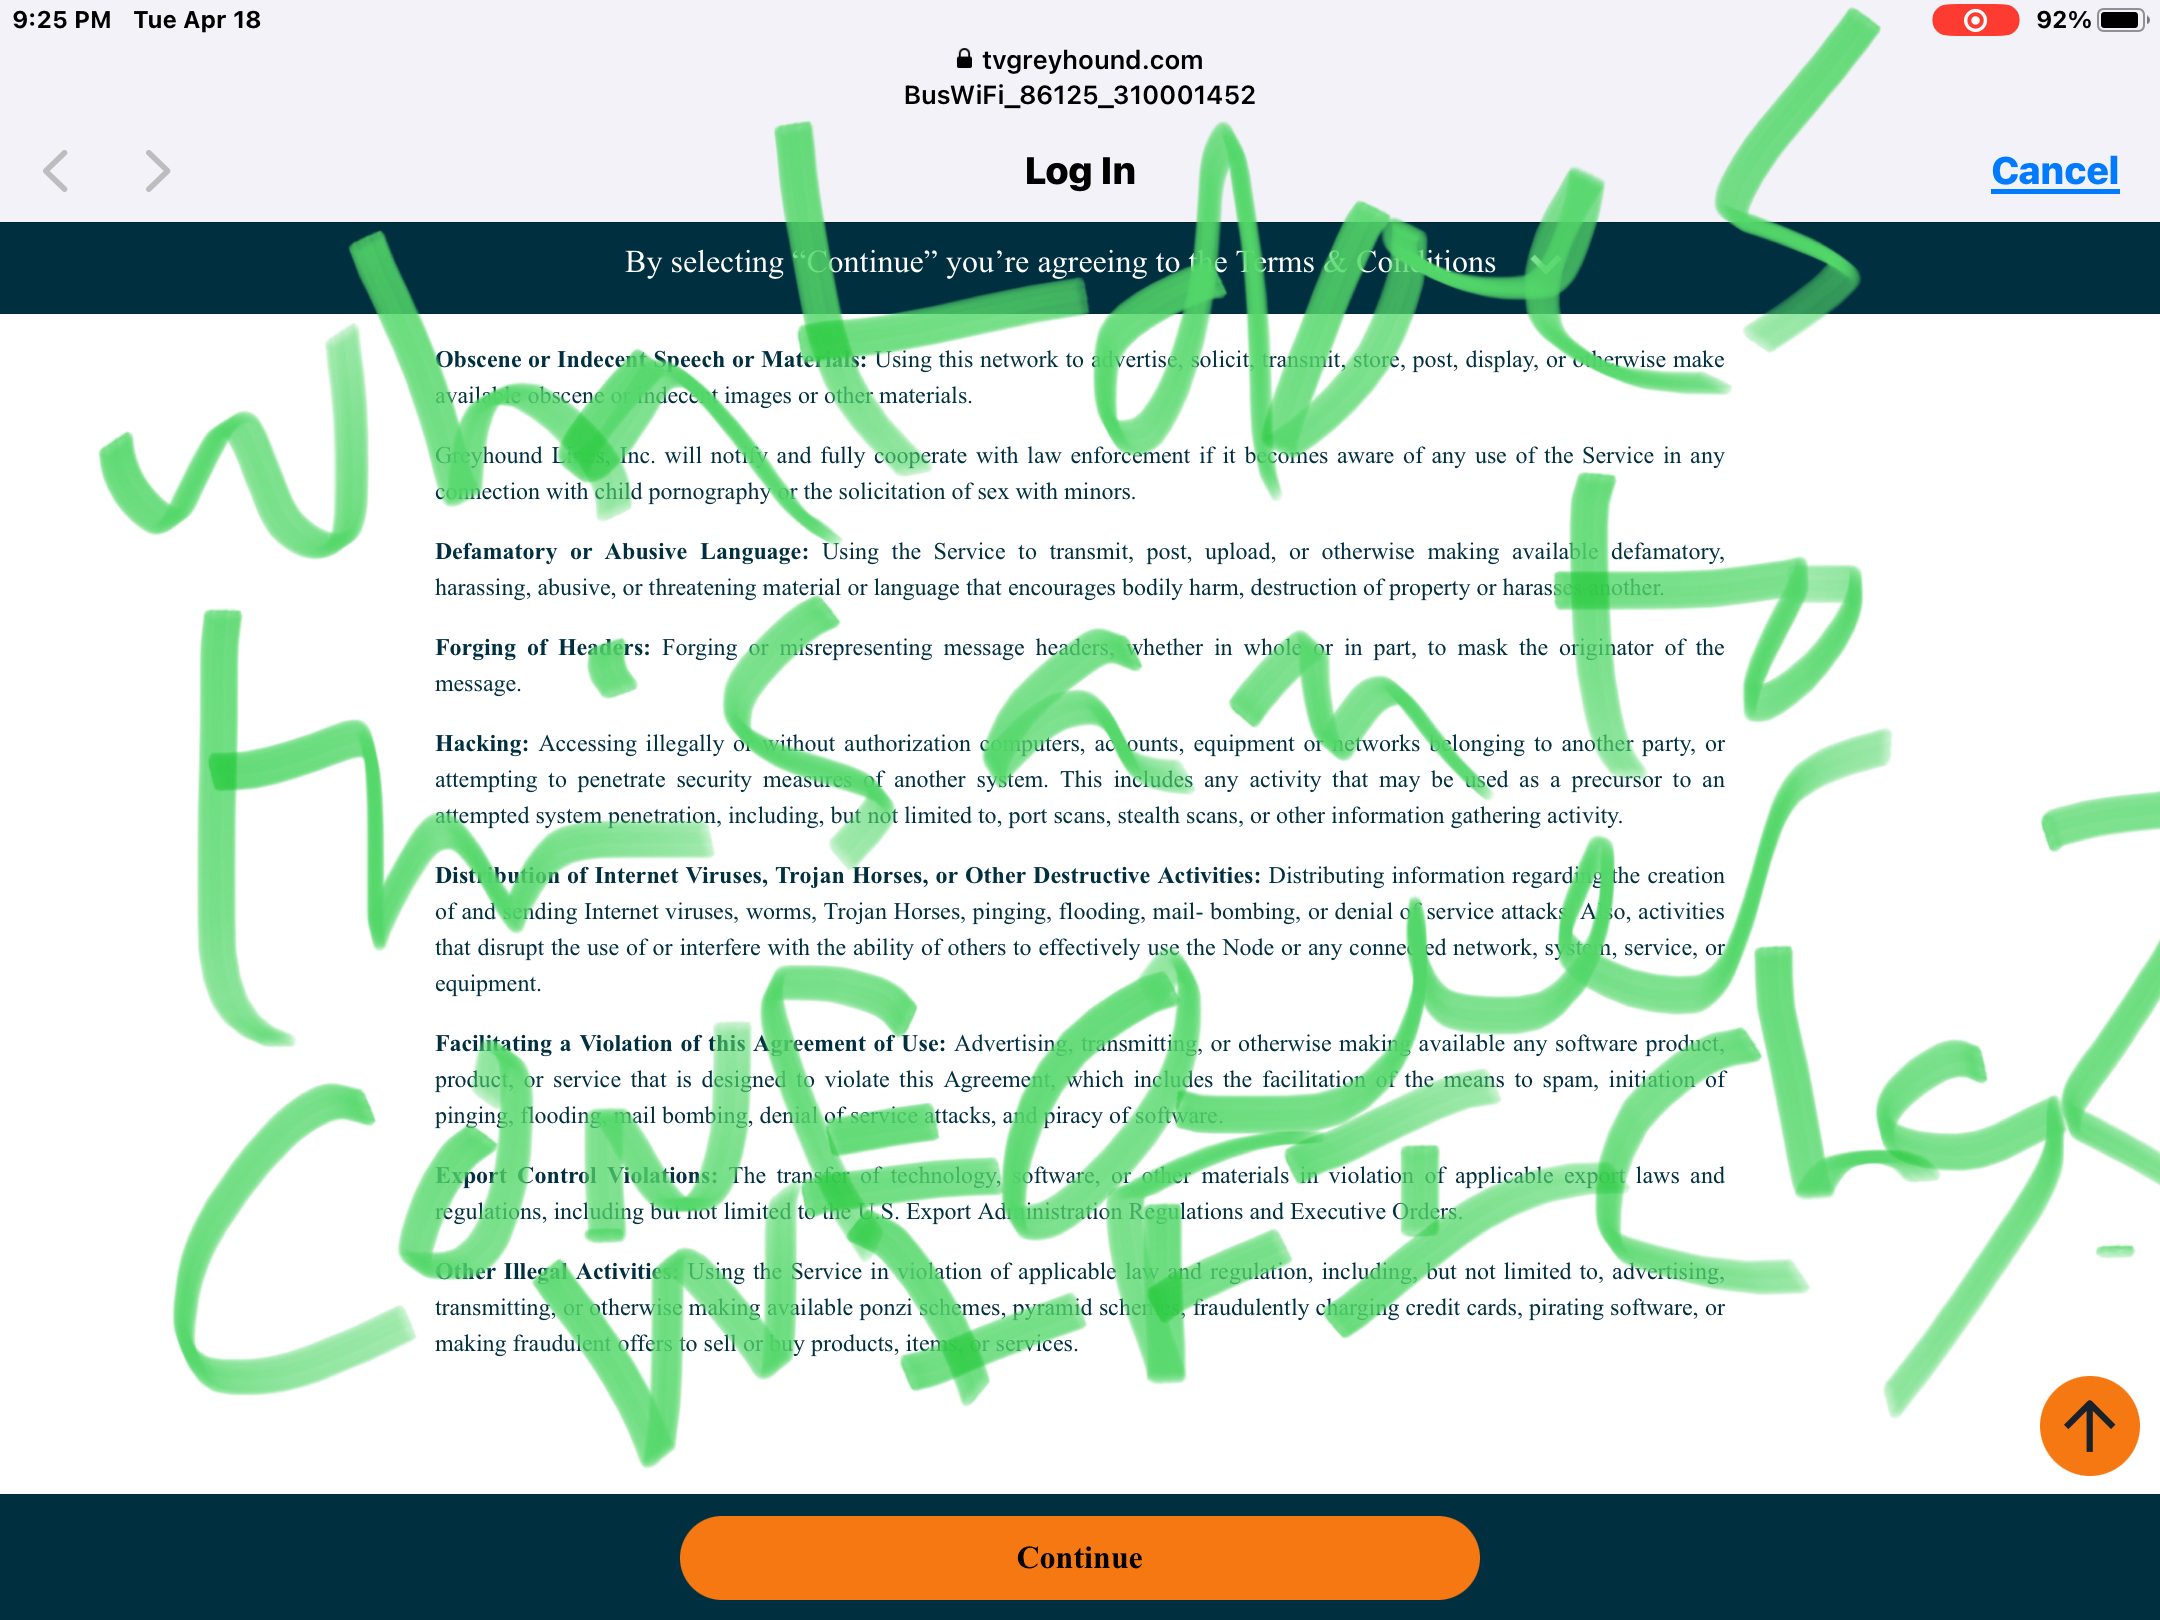 9:25 PM Tue Apr 18
92%
tvgreyhound.com
BusWiFi_86125_310001452
Log In
Cancel
By selecting “Continue” you’re agreeing to the Terms & Conditions
Obscene or Indecent Speech or Materials: Using this network to advertise, solicit, transmit, store, post, display, or otherwise make
available obscene or indecent images or other materials.
Greyhound Lines, Inc. will notify and fully cooperate with law enforcement if it becomes aware of any use of the Service in any
connection with child pornography or the solicitation of sex with minors.
Defamatory or Abusive Language: Using the Service to transmit, post, upload, or otherwise making available defamatory,
harassing, abusive, or threatening material or language that encourages bodily harm, destruction of property or harasses another.
Forging of Headers: Forging or misrepresenting message headers, whether in whole or in part, to mask the originator of the
message.
Hacking: Accessing illegally or without authorization computers, accounts, equipment or networks belonging to another party, or
attempting to penetrate security measures of another system. This includes any activity that may be used as a precursor to an
attempted system penetration, including, but not limited to, port scans, stealth scans, or other information gathering activity.
Distribution of Internet Viruses, Trojan Horses, or Other Destructive Activities: Distributing information regarding the creation
of and sending Internet viruses, worms, Trojan Horses, pinging, flooding, mail- bombing, or denial of service attacks. Also, activities
that disrupt the use of or interfere with the ability of others to effectively use the Node or any connected network, system, service, or
equipment.
Facilitating a Violation of this Agreement of Use: Advertising, transmitting, or otherwise making available any software product,
product, or service that is designed to violate this Agreement, which includes the facilitation of the means to spam, initiation of
pinging, flooding, mail bombing, denial of service attacks, and piracy of software.
Export Control Violations: The transfer of technology, software, or other materials in violation of applicable export laws and
regulations, including but not limited to the U.S. Export Administration Regulations and Executive Orders.
Other Illegal Activities: Using the Service in violation of applicable law and regulation, including, but not limited to, advertising,
transmitting, or otherwise making available ponzi schemes, pyramid schemes, fraudulently charging credit cards, pirating software, or
making fraudulent offers to sell or buy products, items, or services.
what does
this
to
WIFI
Continue